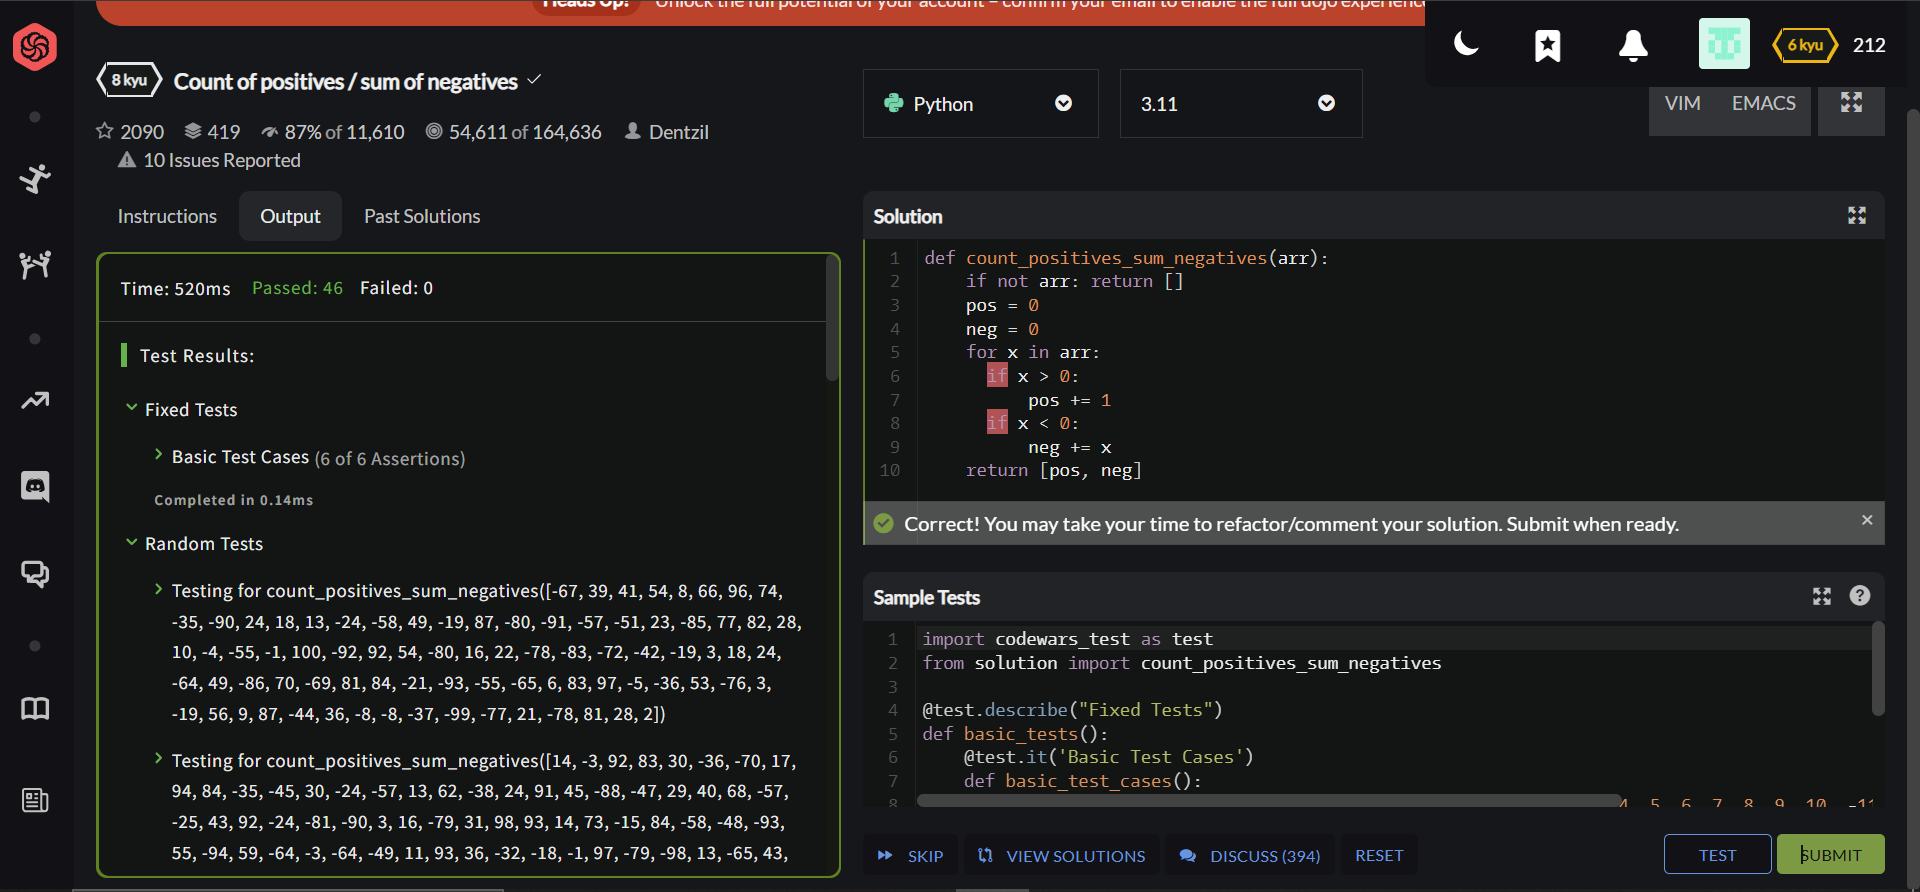 Heads Up! Unlock the full potential of your account – confirm your email to enable the full dojo experience
6 kyu 212
8 kyu Count of positives / sum of negatives
2090 419 87% of 11,610 54,611 of 164,636 Dentzil
10 Issues Reported
Python 3.11
VIM EMACS
Instructions Output Past Solutions
Time: 520ms Passed: 46 Failed: 0
Test Results:
Fixed Tests
Basic Test Cases (6 of 6 Assertions)
Completed in 0.14ms
Random Tests
Testing for count_positives_sum_negatives([-67, 39, 41, 54, 8, 66, 96, 74,
-35, -90, 24, 18, 13, -24, -58, 49, -19, 87, -80, -91, -57, -51, 23, -85, 77, 82, 28,
10, -4, -55, -1, 100, -92, 92, 54, -80, 16, 22, -78, -83, -72, -42, -19, 3, 18, 24,
-64, 49, -86, 70, -69, 81, 84, -21, -93, -55, -65, 6, 83, 97, -5, -36, 53, -76, 3,
-19, 56, 9, 87, -44, 36, -8, -8, -37, -99, -77, 21, -78, 81, 28, 2])
Testing for count_positives_sum_negatives([14, -3, 92, 83, 30, -36, -70, 17,
94, 84, -35, -45, 30, -24, -57, 13, 62, -38, 24, 91, 45, -88, -47, 29, 40, 68, -57,
-25, 43, 92, -24, -81, -90, 3, 16, -79, 31, 98, 93, 14, 73, -15, 84, -58, -48, -93,
55, -94, 59, -64, -3, -64, -49, 11, 93, 36, -32, -18, -1, 97, -79, -98, 13, -65, 43,
Solution
1 def count_positives_sum_negatives(arr):
2 if not arr: return []
3 pos = 0
4 neg = 0
5 for x in arr:
6 if x > 0:
7 pos += 1
8 if x < 0:
9 neg += x
10 return [pos, neg]
Correct! You may take your time to refactor/comment your solution. Submit when ready.
Sample Tests
1 import codewars_test as test
2 from solution import count_positives_sum_negatives
3
4 @test.describe("Fixed Tests")
5 def basic_tests():
6 @test.it('Basic Test Cases')
7 def basic_test_cases():
8 4 5 6 7 8 9 10 -11
SKIP VIEW SOLUTIONS DISCUSS (394) RESET TEST SUBMIT